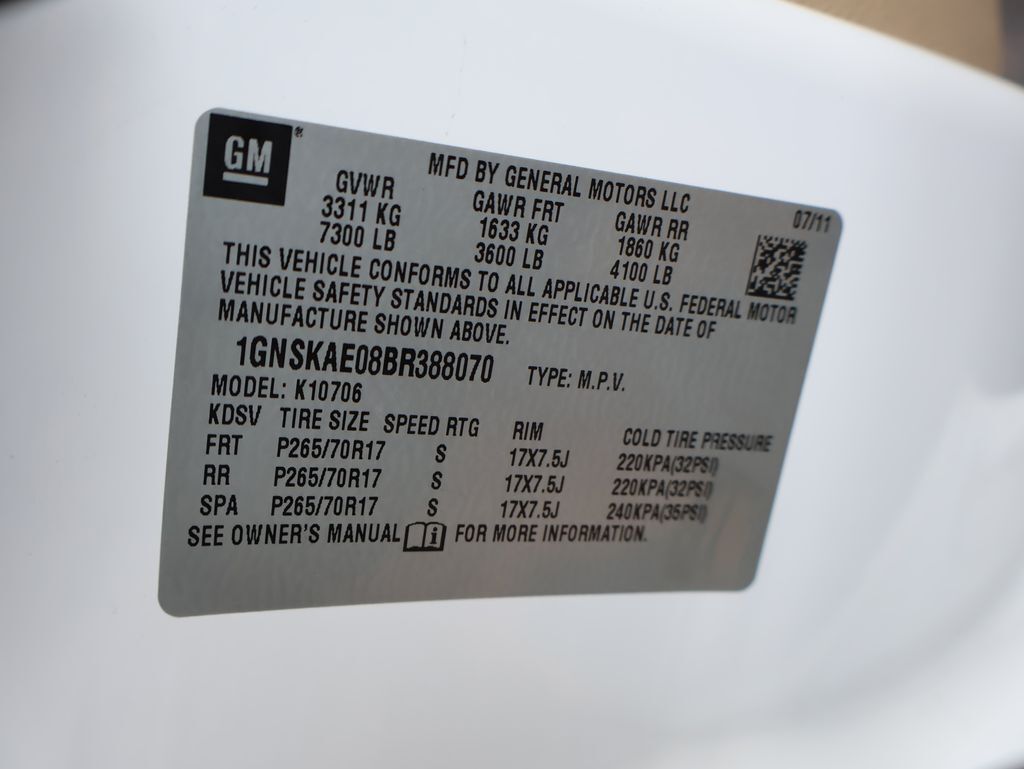 GM®
MFD BY GENERAL MOTORS LLC
07/11
GVWR GAWR FRT GAWR RR
3311 KG 1633 KG 1860 KG
7300 LB 3600 LB 4100 LB
THIS VEHICLE CONFORMS TO ALL APPLICABLE U.S. FEDERAL MOTOR
VEHICLE SAFETY STANDARDS IN EFFECT ON THE DATE OF
MANUFACTURE SHOWN ABOVE.
1GNSKAE08BR388070 TYPE: M.P.V.
MODEL: K10706
KDSV TIRE SIZE SPEED RTG RIM COLD TIRE PRESSURE
FRT P265/70R17 S 17X7.5J 220KPA(32PSI)
RR P265/70R17 S 17X7.5J 220KPA(32PSI)
SPA P265/70R17 S 17X7.5J 240KPA(35PSI)
SEE OWNER'S MANUAL i FOR MORE INFORMATION.